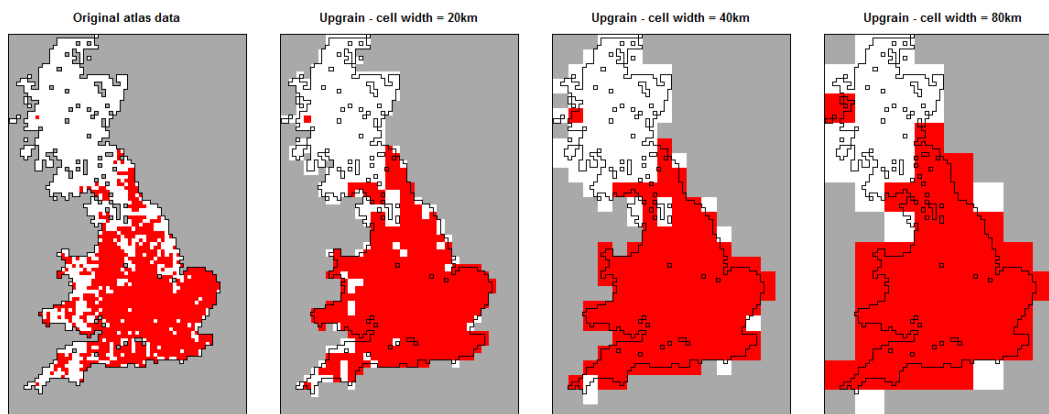 Original atlas data
Upgrain - cell width = 20km
Upgrain - cell width = 40km
Upgrain - cell width = 80km